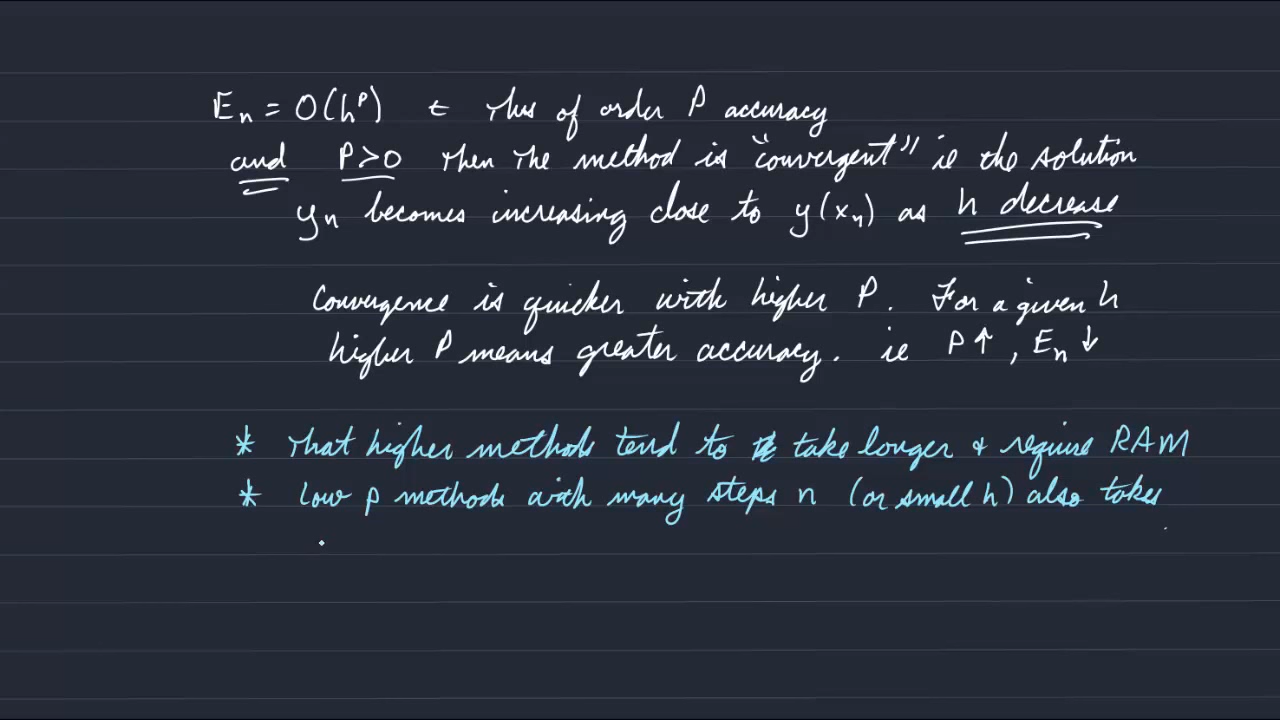 En = O(h^p) ← This of order P accuracy
and P>0 Then The method is "convergent" ie the solution
yn becomes increasing close to y(xn) as h decrease
Convergence is quicker with higher P. For a given h
higher P means greater accuracy. ie P↑, En↓
* That higher methods tend to take longer & require RAM
* Low p methods with many steps n (or small h) also takes